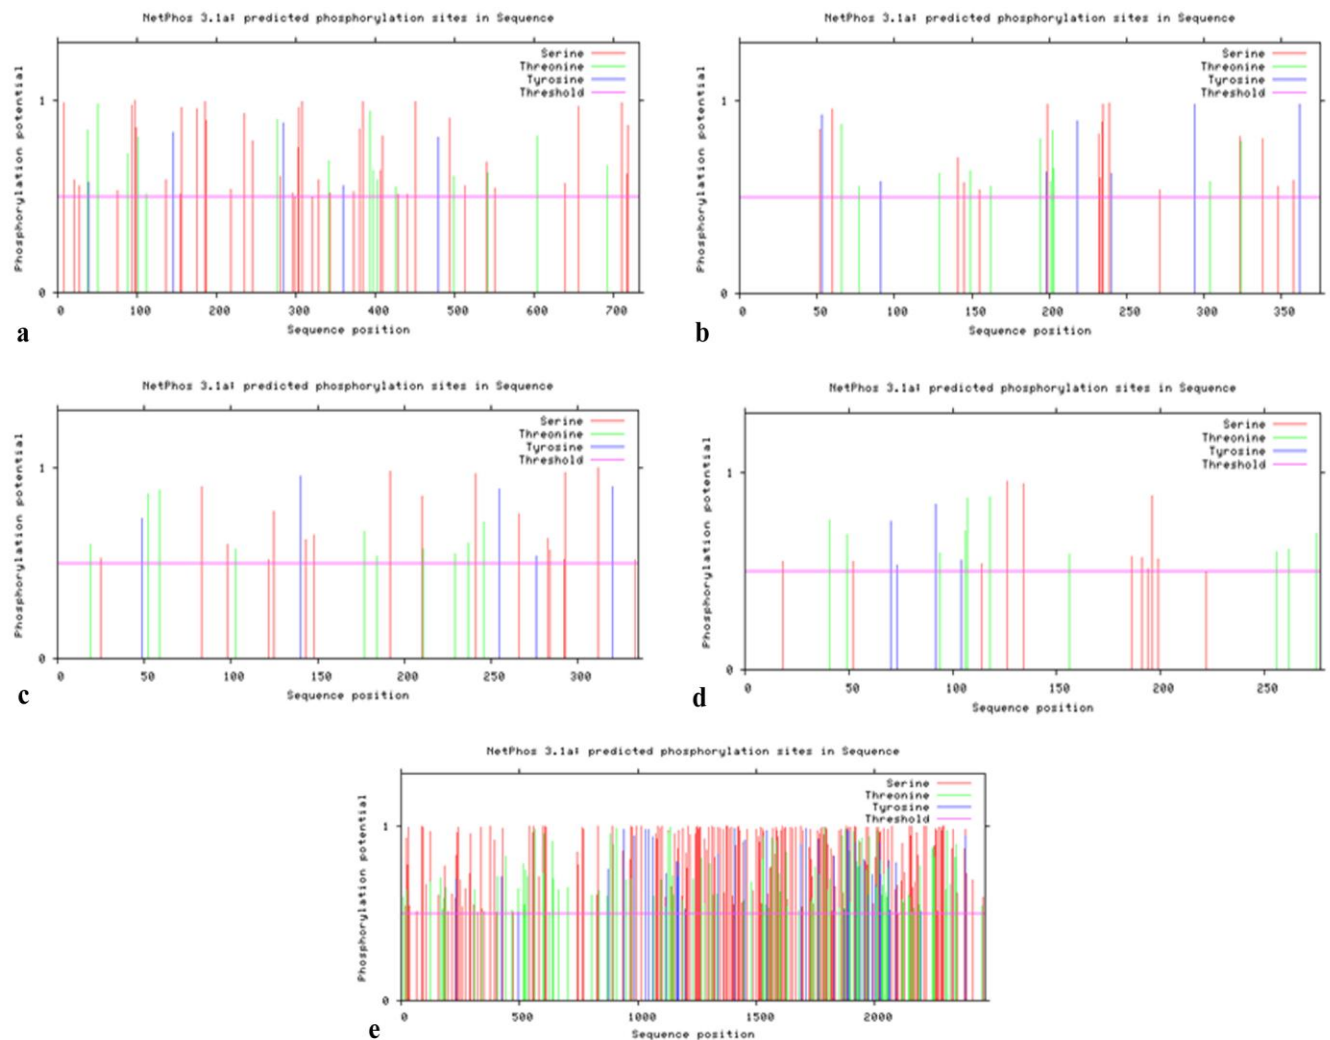 NetPhos 3.1a: predicted phosphorylation sites in Sequence
Serine
Threonine
Tyrosine
Threshold
Phosphorylation potential
1
0
0 100 200 300 400 500 600 700
Sequence position
a
NetPhos 3.1a: predicted phosphorylation sites in Sequence
Serine
Threonine
Tyrosine
Threshold
Phosphorylation potential
1
0
0 50 100 150 200 250 300 350
Sequence position
b
NetPhos 3.1a: predicted phosphorylation sites in Sequence
Serine
Threonine
Tyrosine
Threshold
Phosphorylation potential
1
0
0 50 100 150 200 250 300
Sequence position
c
NetPhos 3.1a: predicted phosphorylation sites in Sequence
Serine
Threonine
Tyrosine
Threshold
Phosphorylation potential
1
0
0 50 100 150 200 250
Sequence position
d
NetPhos 3.1a: predicted phosphorylation sites in Sequence
Serine
Threonine
Tyrosine
Threshold
Phosphorylation potential
1
0
0 500 1000 1500 2000
Sequence position
e